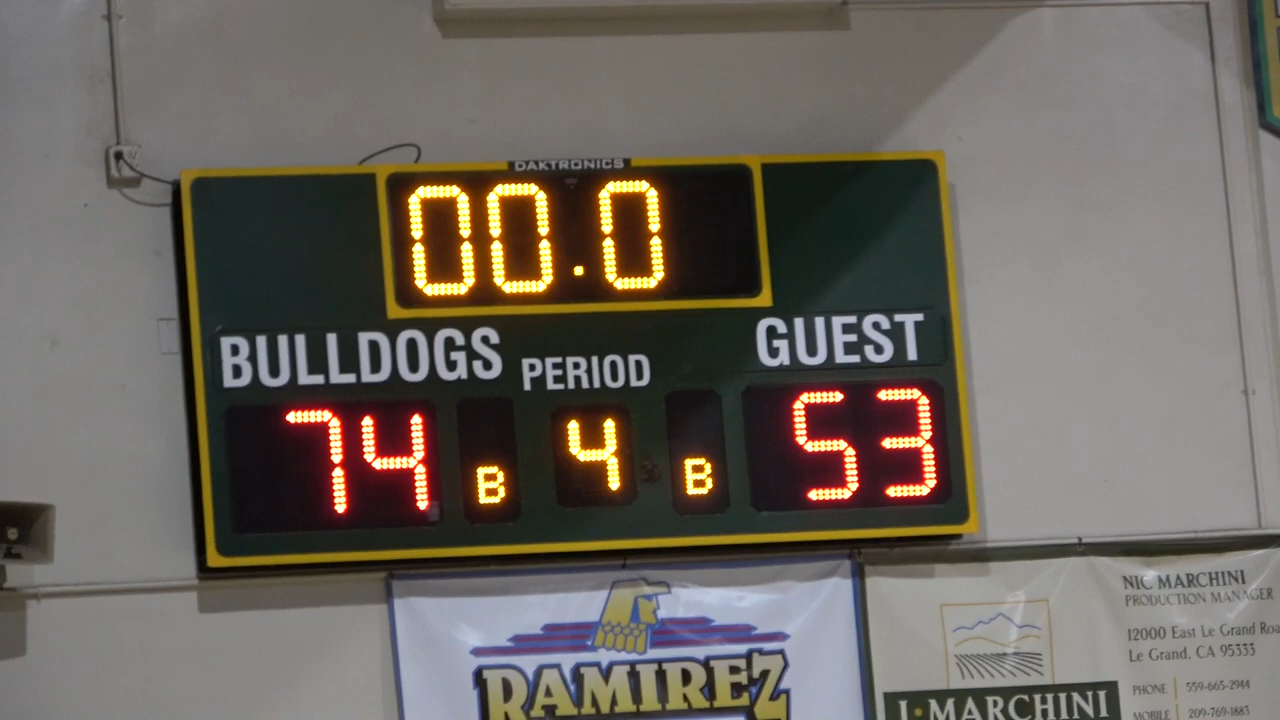 DAKTRONICS
00.0
BULLDOGS PERIOD GUEST
74 B 4 B 53
RAMIREZ
NIC MARCHINI
PRODUCTION MANAGER
12000 East Le Grand Roa
Le Grand, CA 95333
PHONE 559-665-2944
MOBILE 209-769-1883
J·MARCHINI